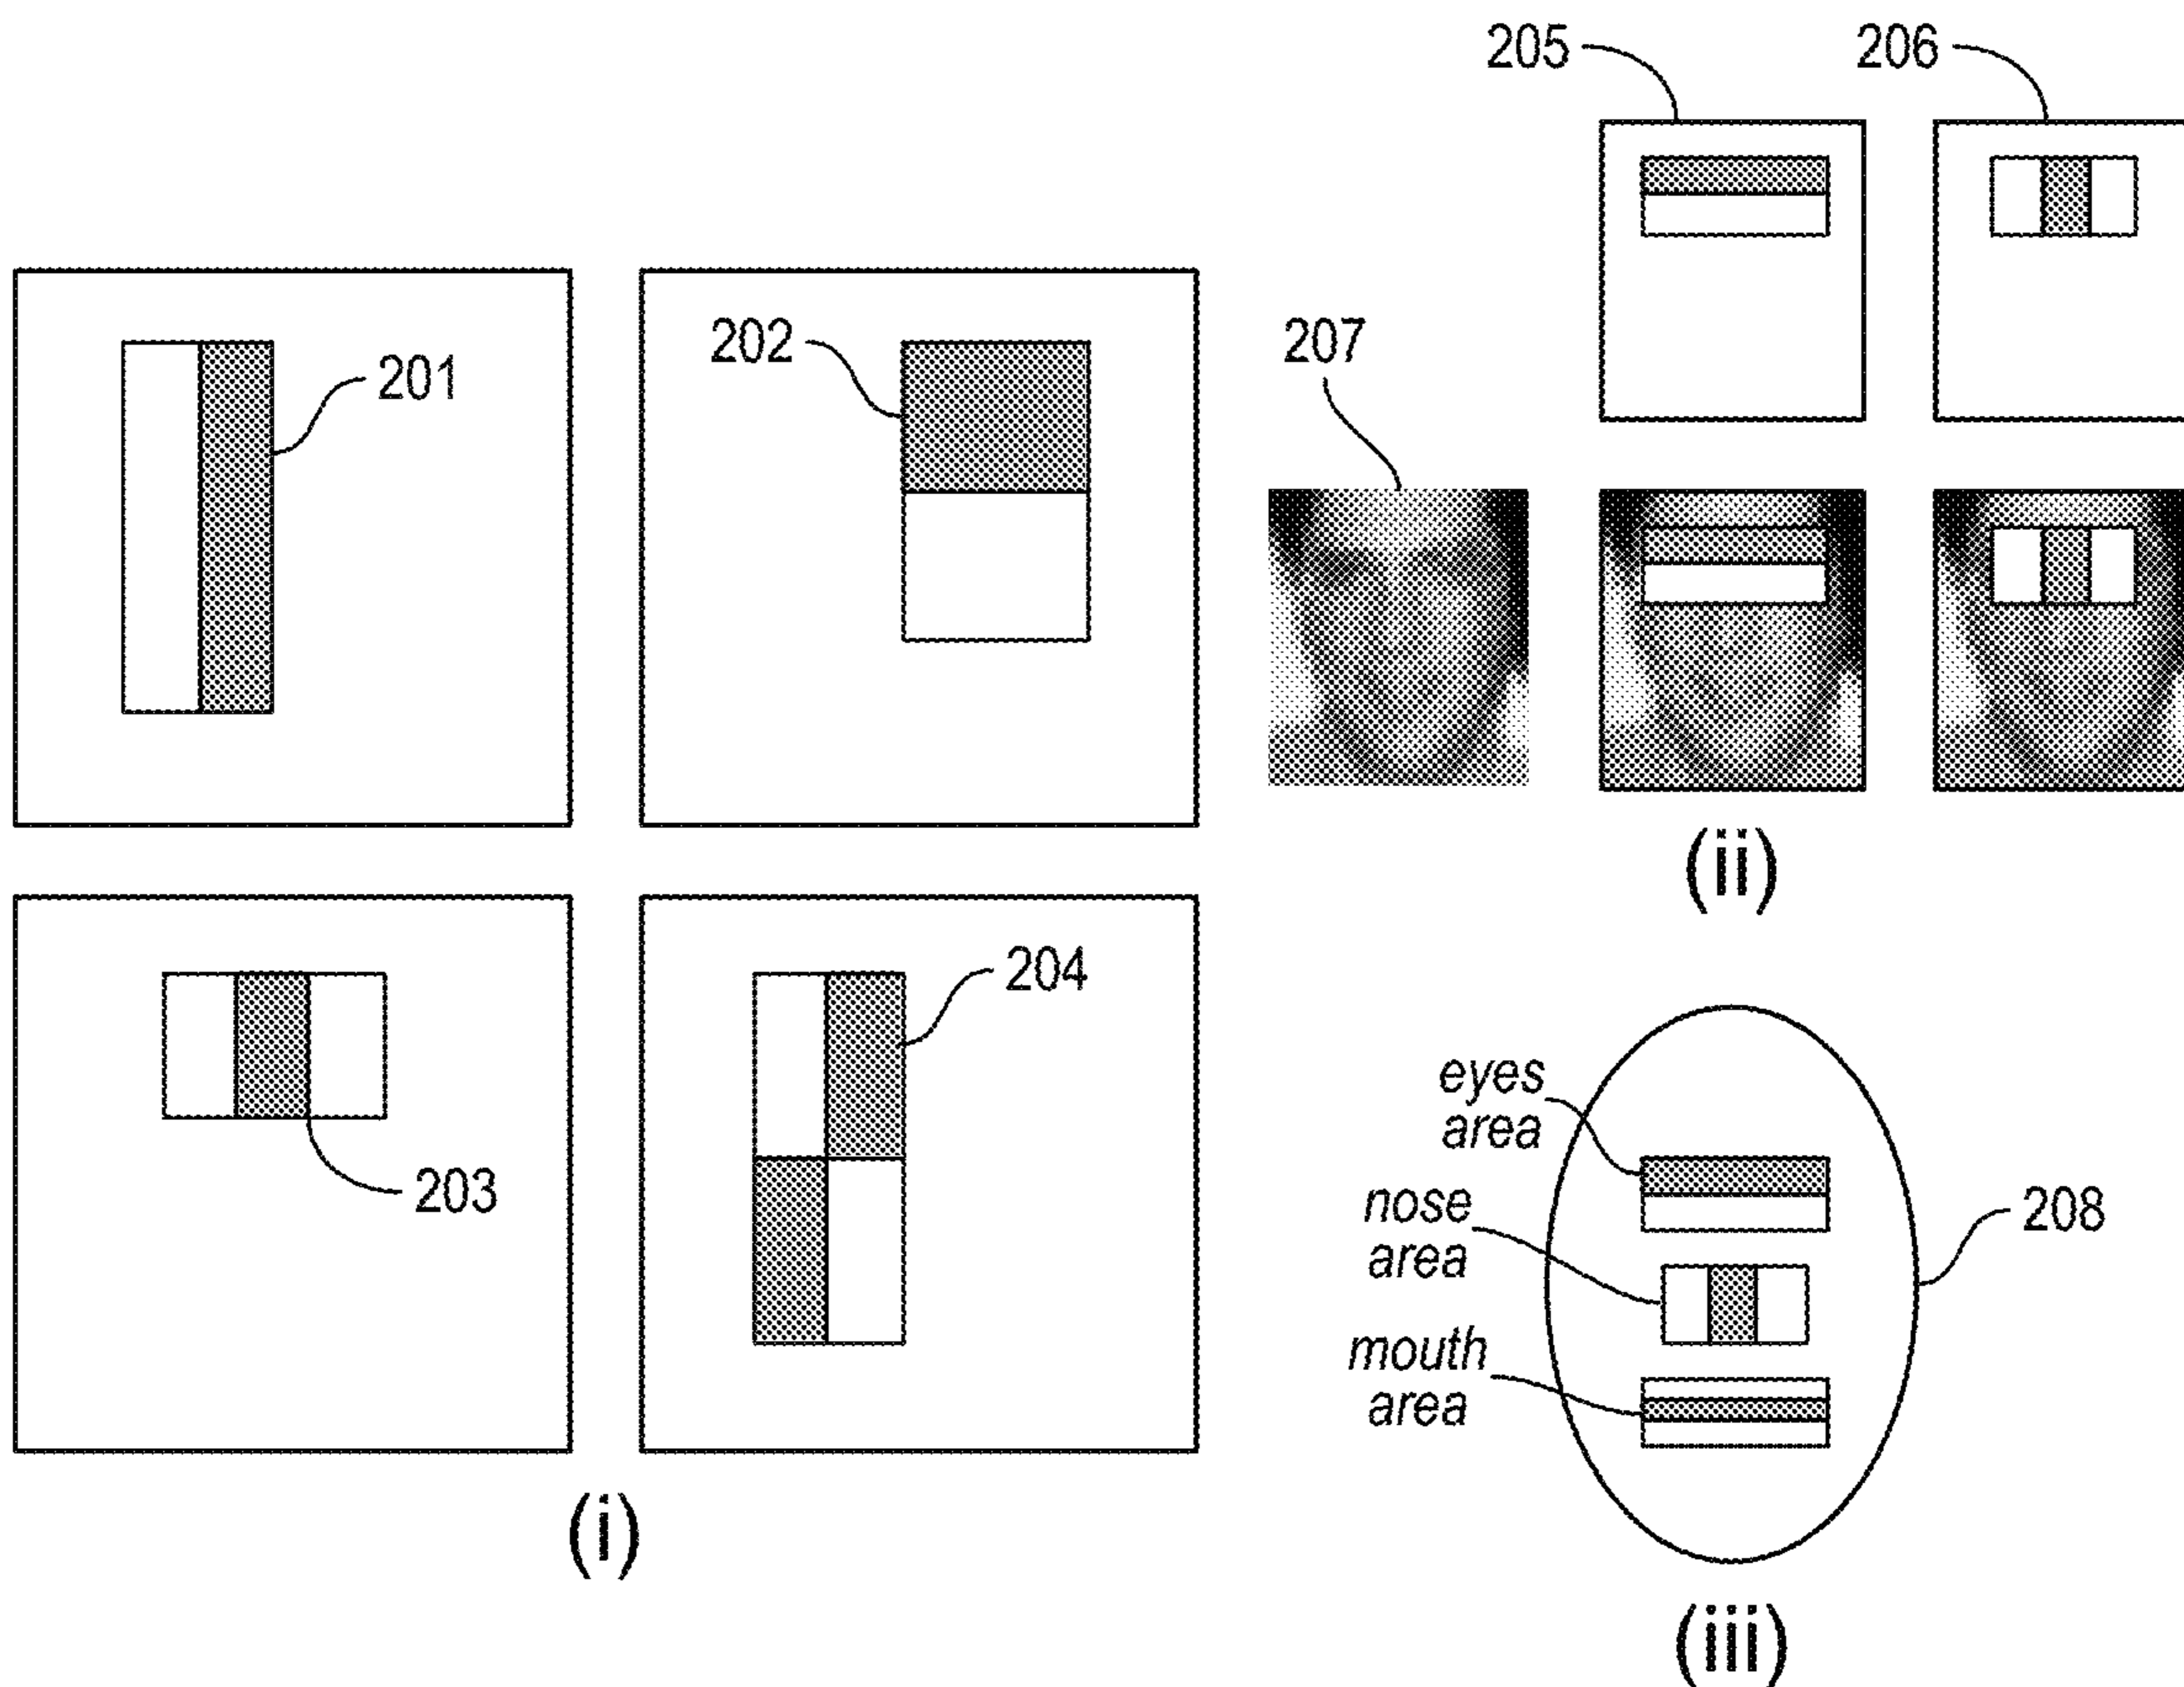 205
206
201
202
207
203
204
(i)
(ii)
eyes
area
nose
area
mouth
area
208
(iii)